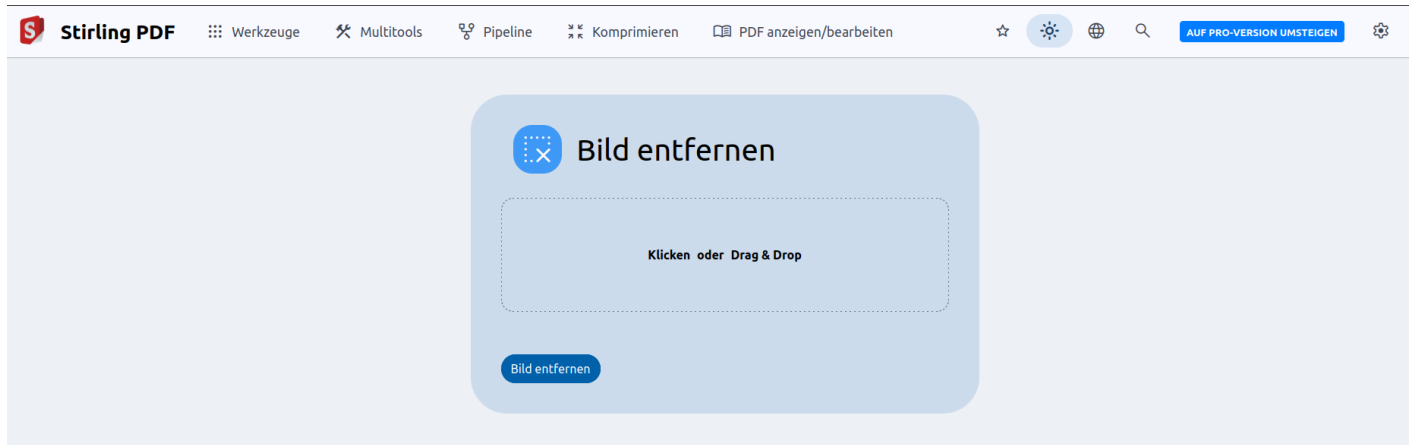 S Stirling PDF Werkzeuge Multitools Pipeline Komprimieren PDF anzeigen/bearbeiten AUF PRO-VERSION UMSTEIGEN
Bild entfernen
Klicken oder Drag & Drop
Bild entfernen